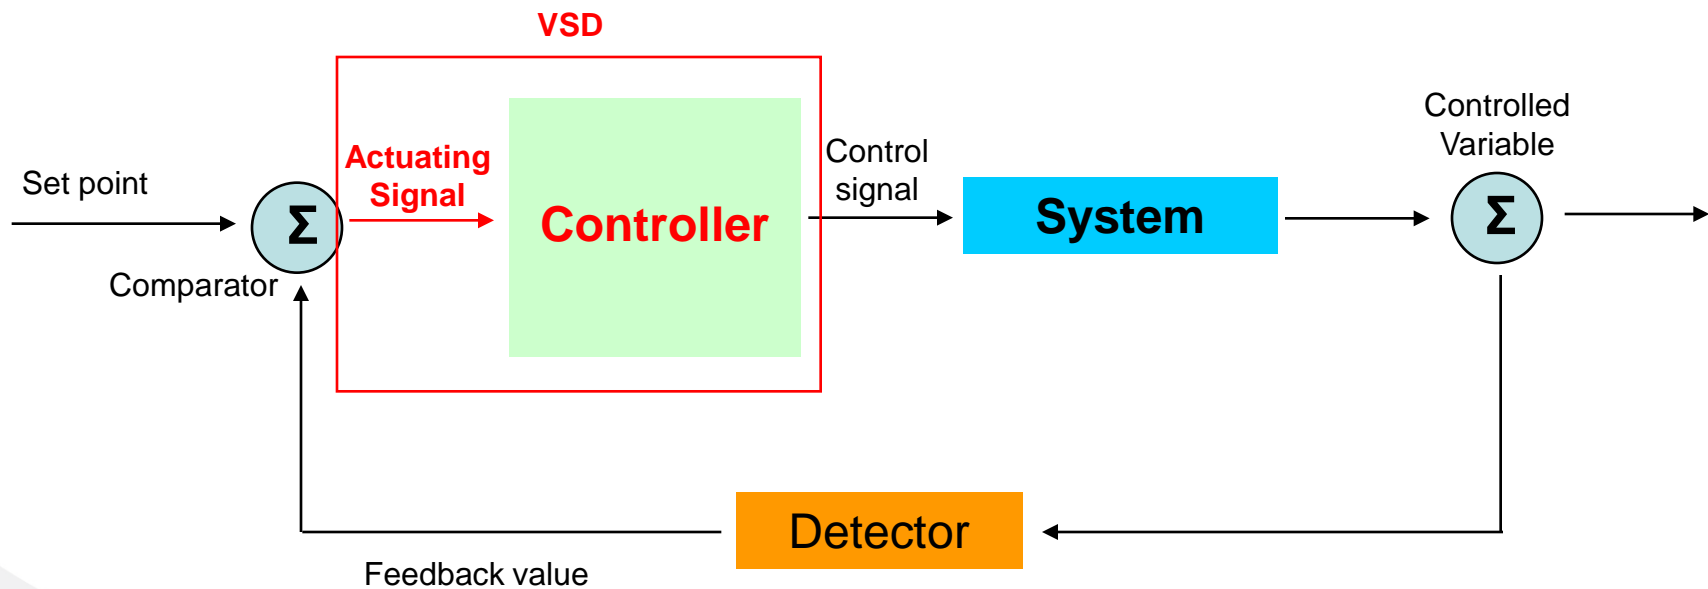 VSD
Set point
Σ
Comparator
Actuating
Signal
Controller
Control
signal
System
Controlled
Variable
Σ
Detector
Feedback value